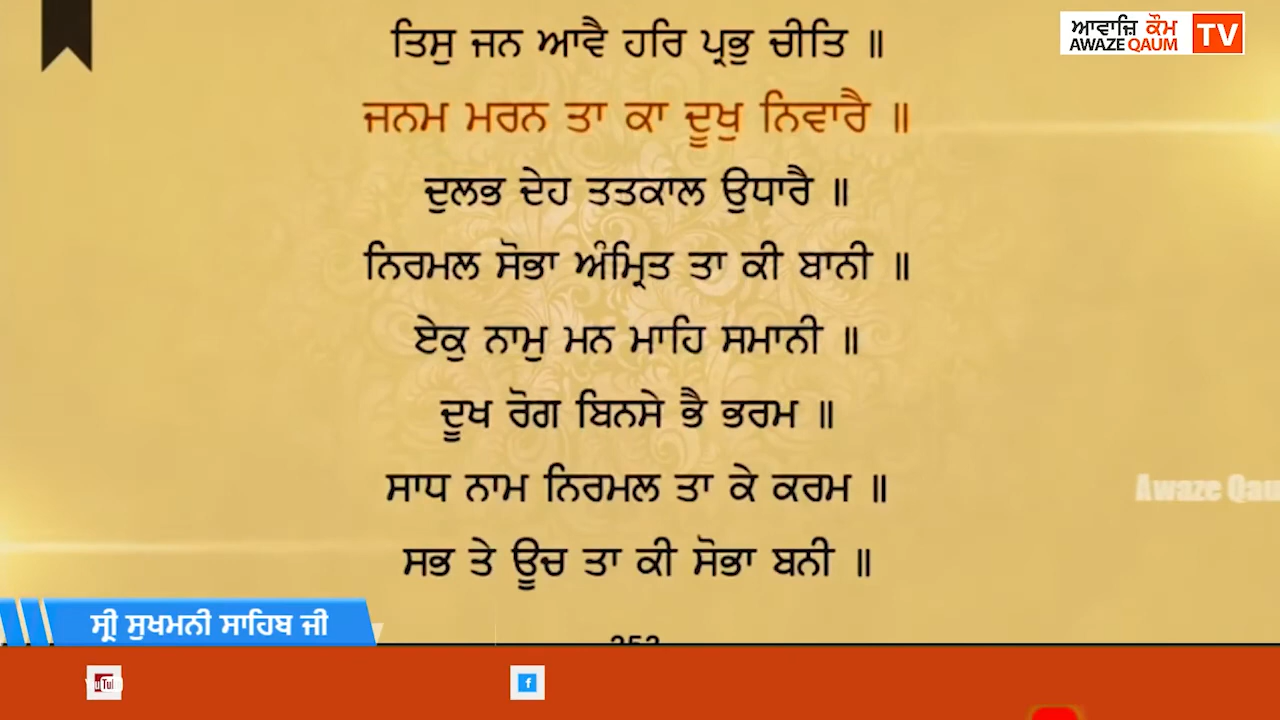 ਤਿਸੁ ਜਨ ਆਵੈ ਹਰਿ ਪ੍ਰਭੁ ਚੀਤਿ ॥
ਆਵਾਜ਼ਿ ਕੌਮ
AWAZE QAUM TV
ਜਨਮ ਮਰਨ ਤਾ ਕਾ ਦੂਖੁ ਨਿਵਾਰੈ ॥
ਦੁਲਭ ਦੇਹ ਤਤਕਾਲ ਉਧਾਰੈ ॥
ਨਿਰਮਲ ਸੋਭਾ ਅੰਮ੍ਰਿਤ ਤਾ ਕੀ ਬਾਨੀ ॥
ਏਕੁ ਨਾਮੁ ਮਨ ਮਾਹਿ ਸਮਾਨੀ ॥
ਦੂਖ ਰੋਗ ਬਿਨਸੇ ਭੈ ਭਰਮ ॥
ਸਾਧ ਨਾਮ ਨਿਰਮਲ ਤਾ ਕੇ ਕਰਮ ॥
Awaze Qau
ਸਭ ਤੇ ਊਚ ਤਾ ਕੀ ਸੋਭਾ ਬਨੀ ॥
ਸ੍ਰੀ ਸੁਖਮਨੀ ਸਾਹਿਬ ਜੀ